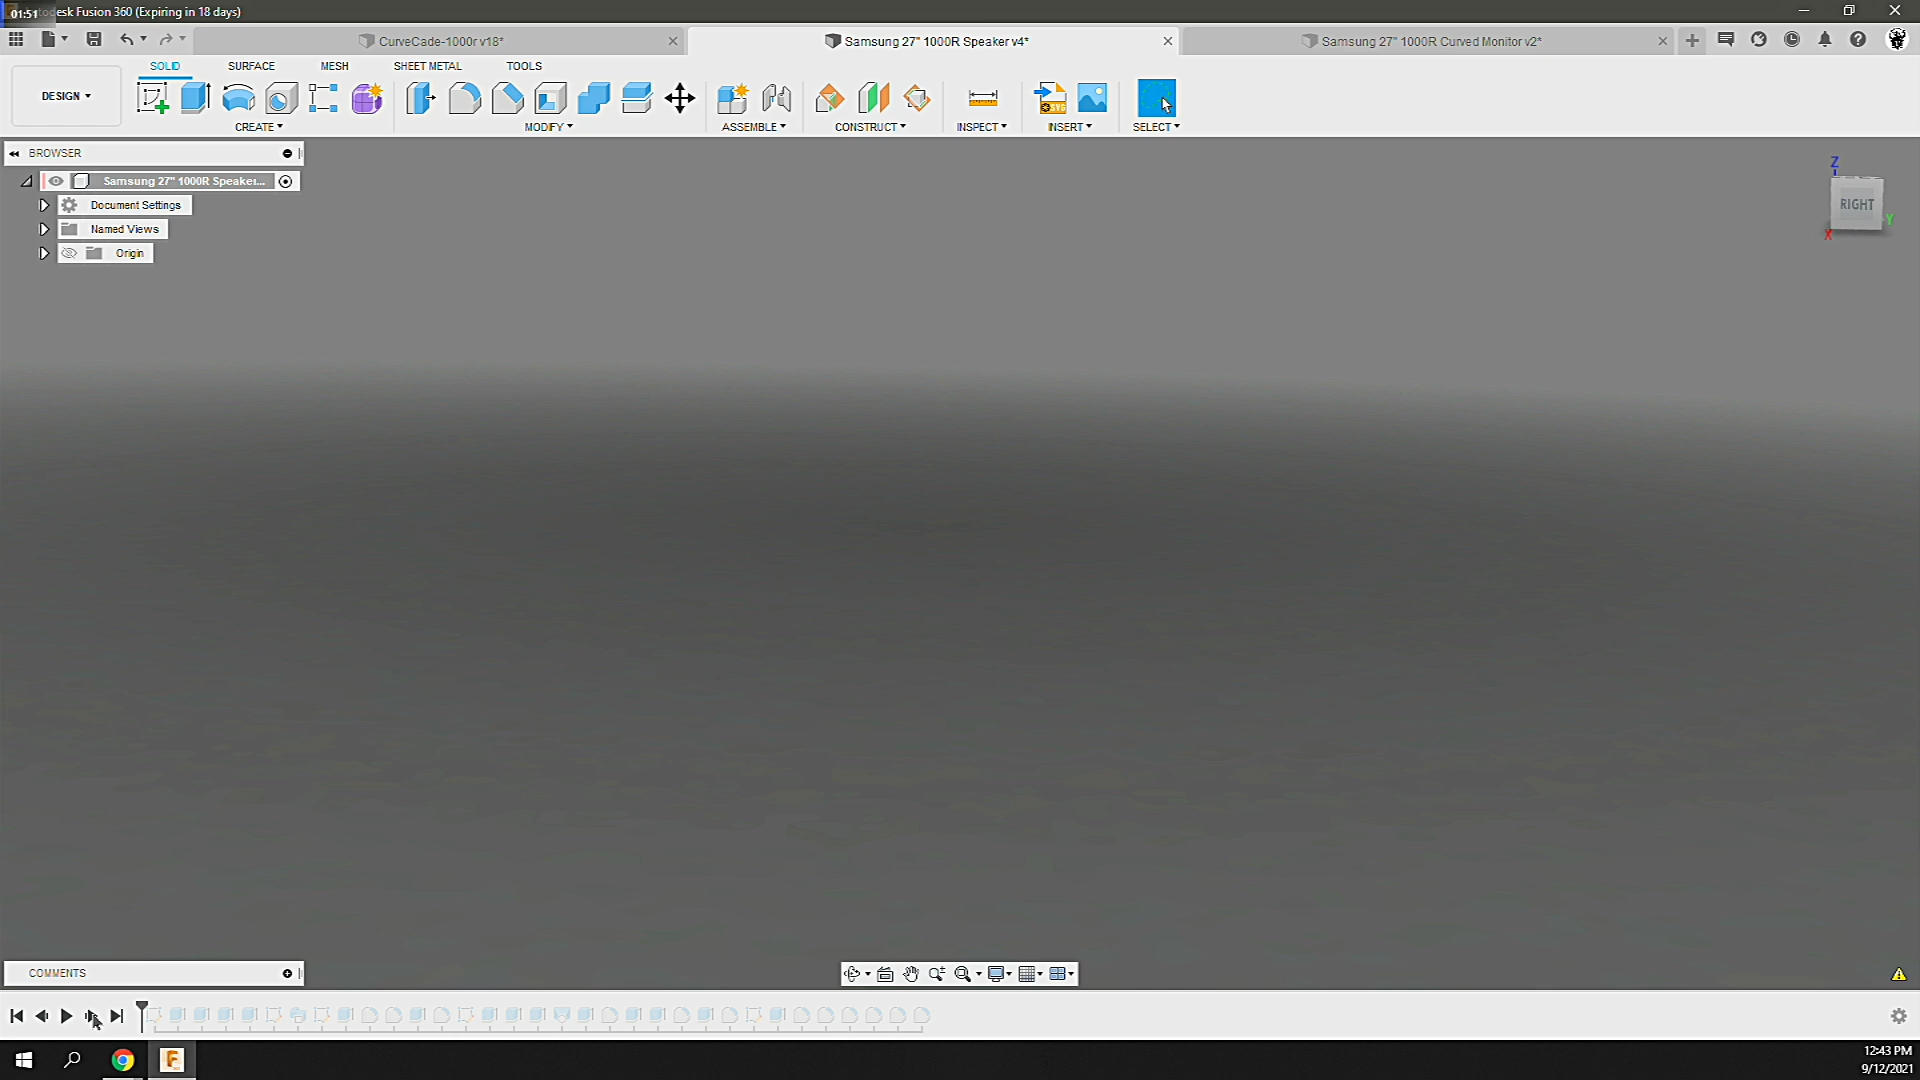 01:51
todesk Fusion 360 (Expiring in 18 days)
CurveCade-1000r v18*
Samsung 27" 1000R Speaker v4*
Samsung 27" 1000R Curved Monitor v2*
SOLID
SURFACE
MESH
SHEET METAL
TOOLS
DESIGN
CREATE
MODIFY
ASSEMBLE
CONSTRUCT
INSPECT
INSERT
SELECT
BROWSER
Samsung 27" 1000R Speaker...
Document Settings
Named Views
Origin
Z
RIGHT
Y
X
COMMENTS
12:43 PM
9/12/2021